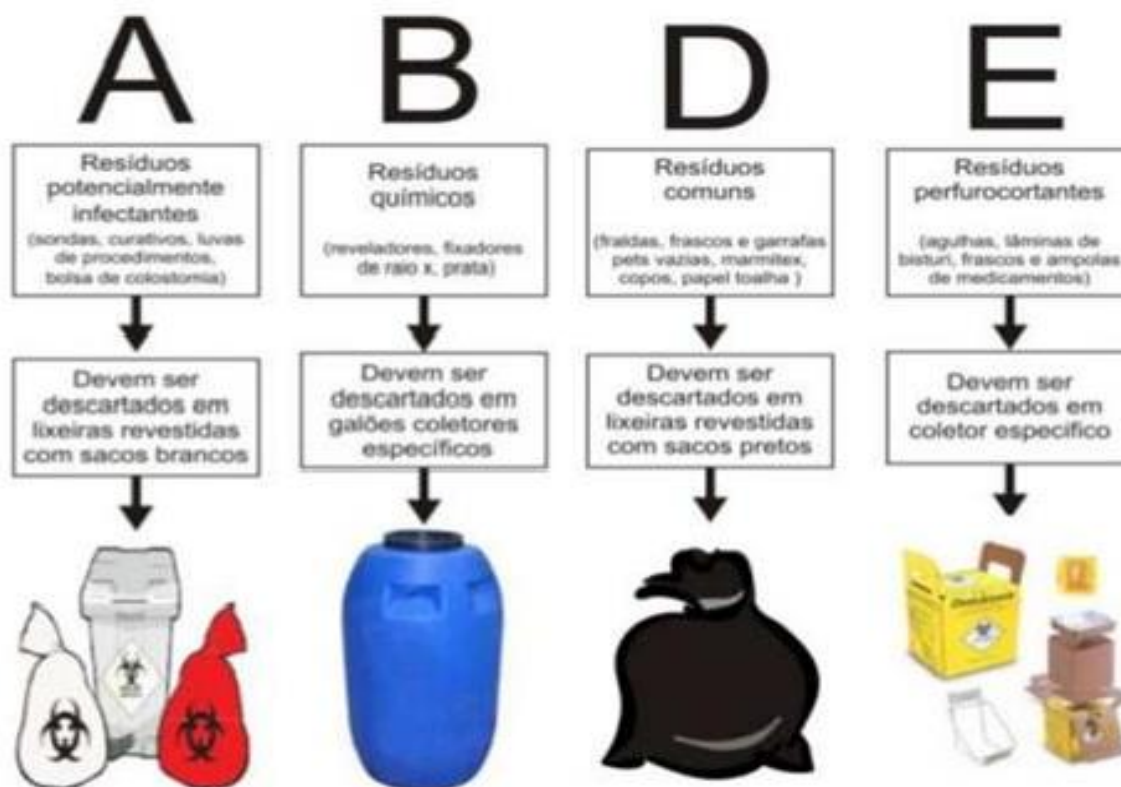 A
Resíduos
potencialmente
infectantes
(sondas, curativos, luvas
de procedimentos,
bolsa de colostomia)
Devem ser
descartados em
lixeiras revestidas
com sacos brancos
B
Resíduos
químicos
(reveladores, fixadores
de raio x, prata)
Devem ser
descartados em
galões coletores
específicos
D
Resíduos
comuns
(fraldas, frascos e garrafas
pets vazias, marmitex,
copos, papel toalha )
Devem ser
descartados em
lixeiras revestidas
com sacos pretos
E
Resíduos
perfurocortantes
(agulhas, lâminas de
bisturi, frascos e ampolas
de medicamentos)
Devem ser
descartado em
coletor específico